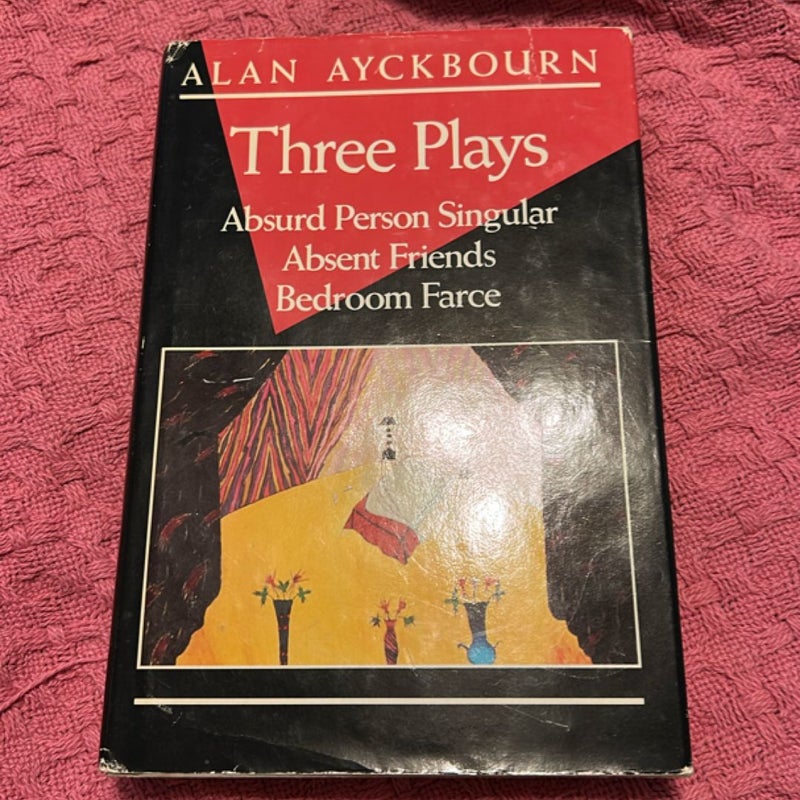 ALAN AYCKBOURN
Three Plays
Absurd Person Singular
Absent Friends
Bedroom Farce